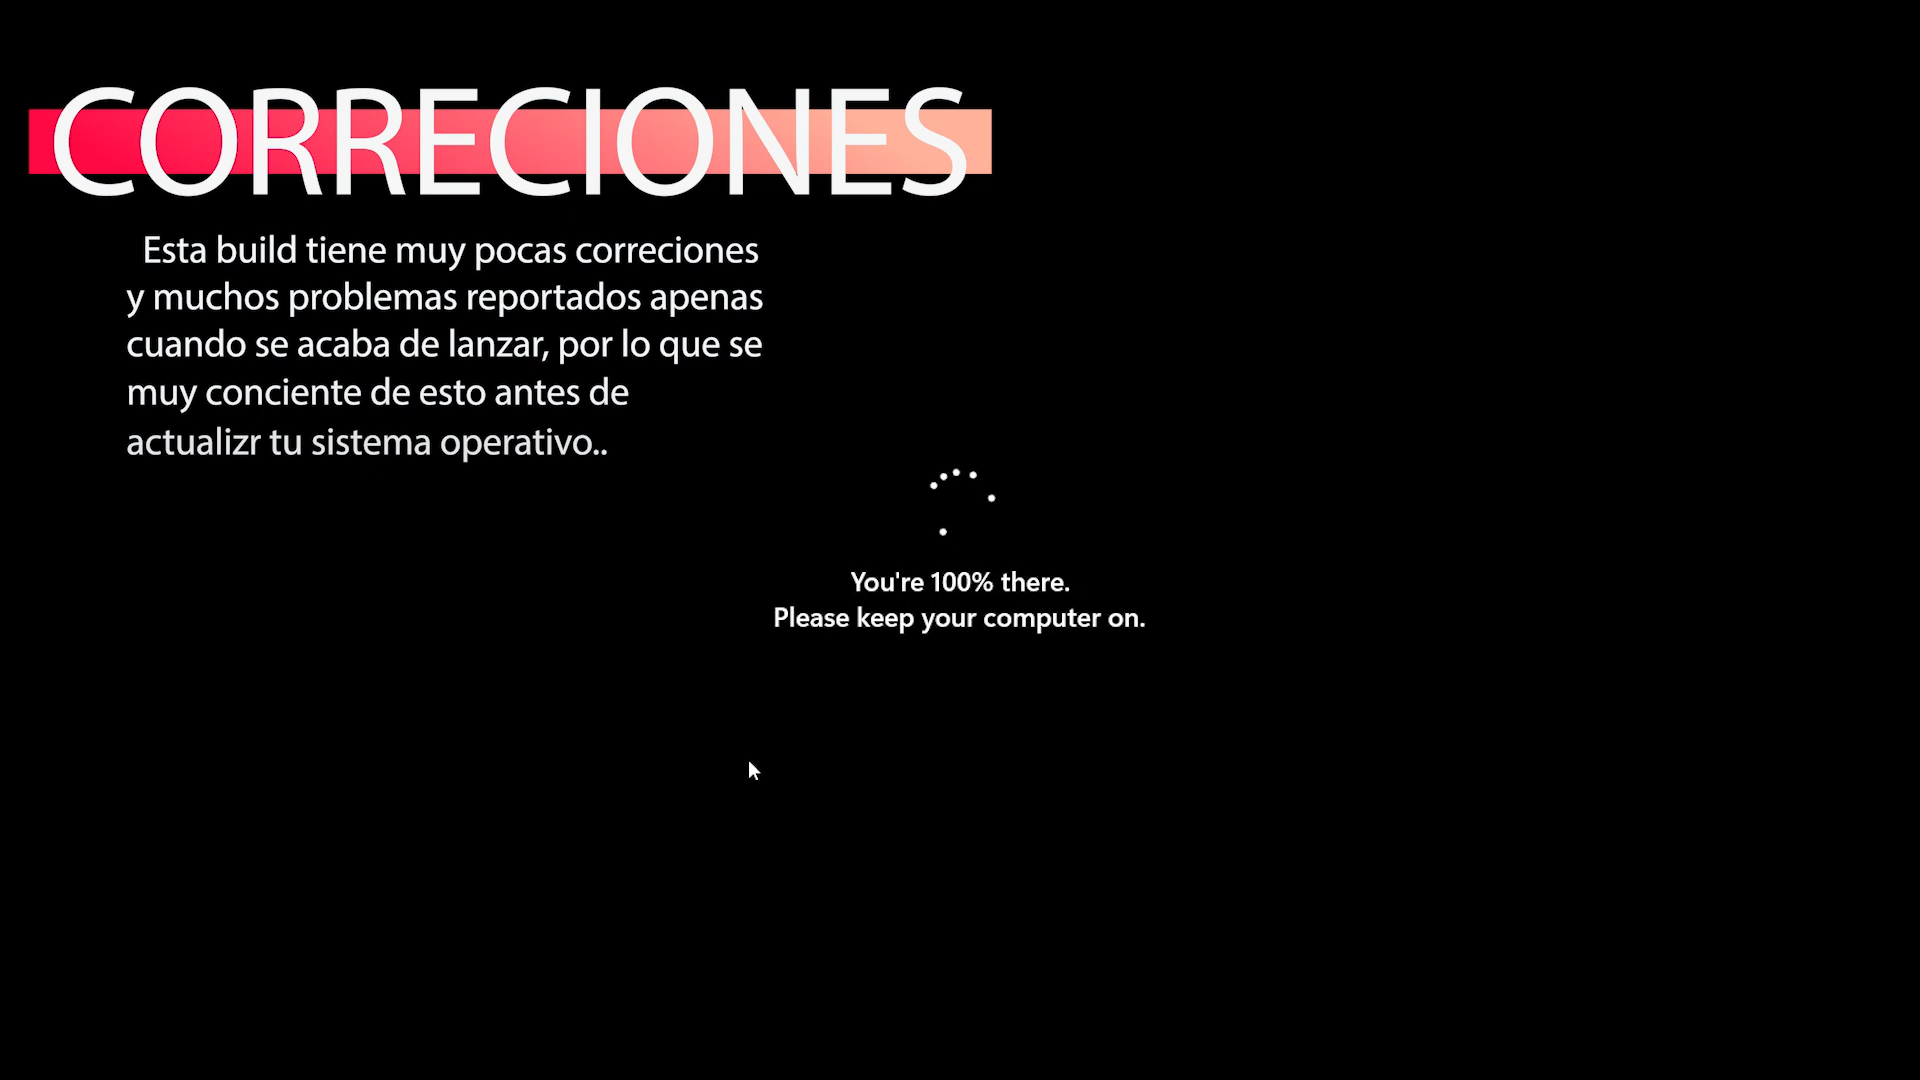 CORRECIONES
Esta build tiene muy pocas correciones
y muchos problemas reportados apenas
cuando se acaba de lanzar, por lo que se
muy conciente de esto antes de
actualizr tu sistema operativo..
You're 100% there.
Please keep your computer on.